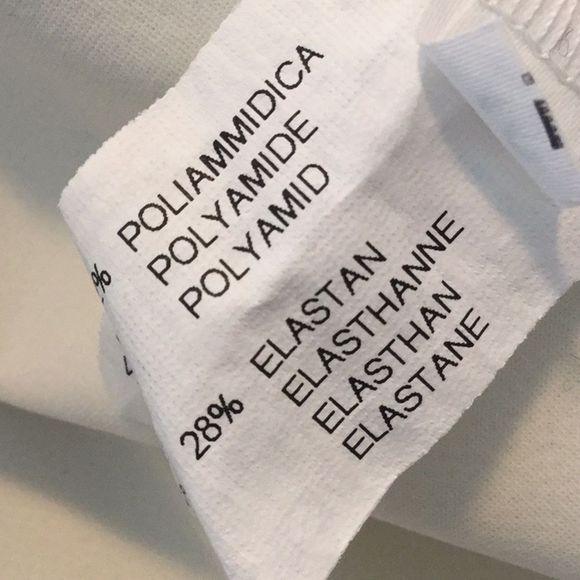 POLIAMMIDICA
POLYAMIDE
POLYAMID
%
28% ELASTAN
ELASTHANNE
ELASTHAN
ELASTANE